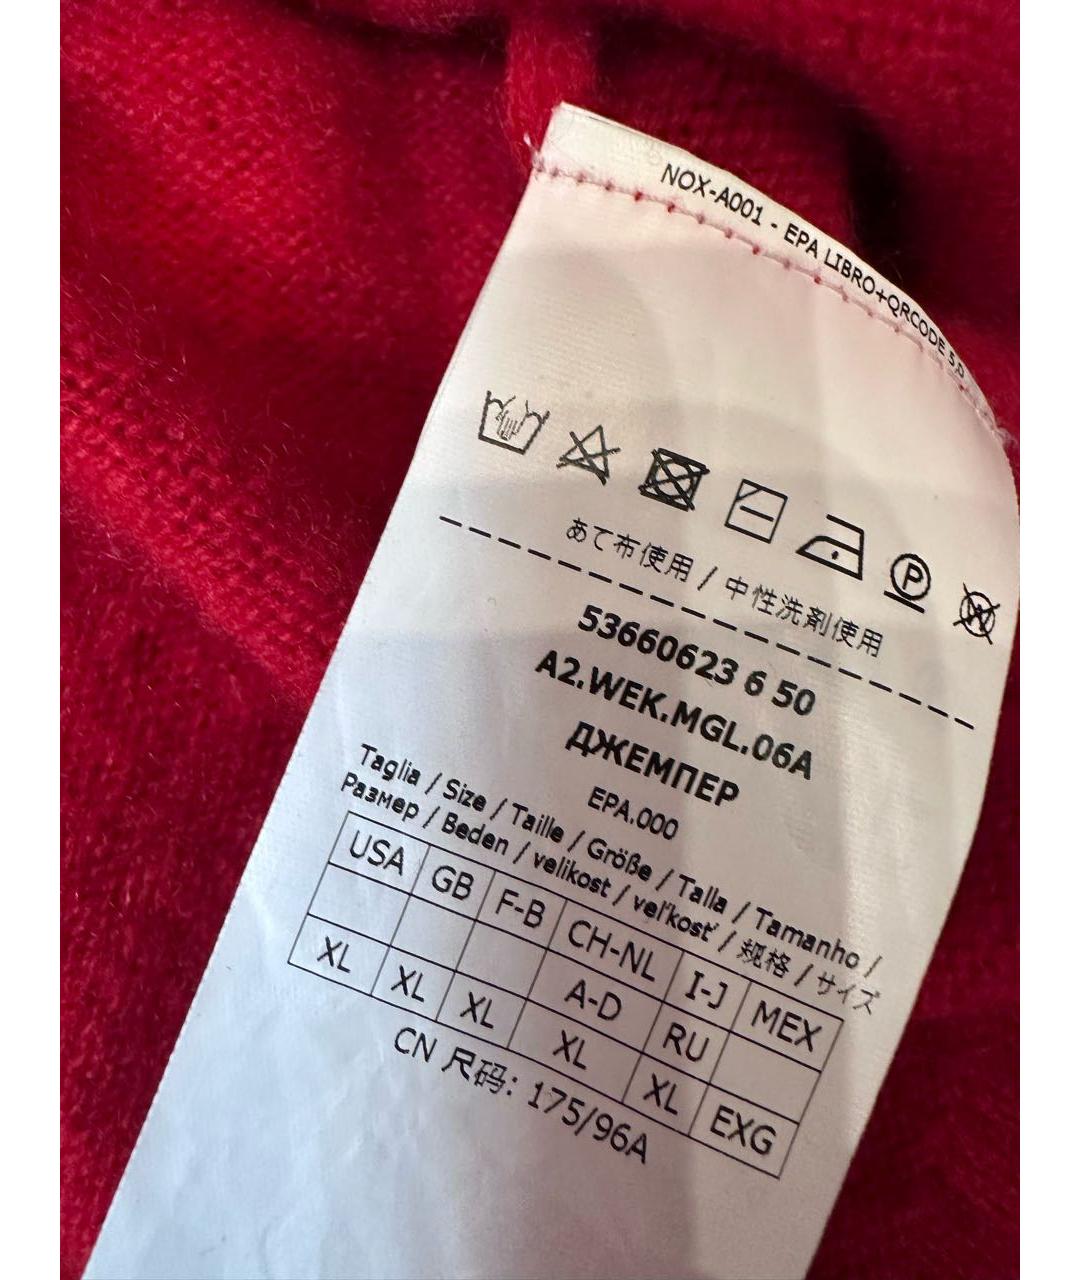 NOX-A001 - EPA LIBRO+QRCODE 5.0
P
W
あて布使用 / 中性洗剤使用
53660623 6 50
A2.WEK.MGL.06A
ДЖЕМПЕР
EPA.000
Taglia / Size / Taille / Größe / Talla / Tamanho /
Размер / Beden / velikost / veľkosť / 规格 / サイズ
USA GB F-B CH-NL I-J MEX
A-D RU
XL XL XL XL XL EXG
CN 尺码: 175/96A